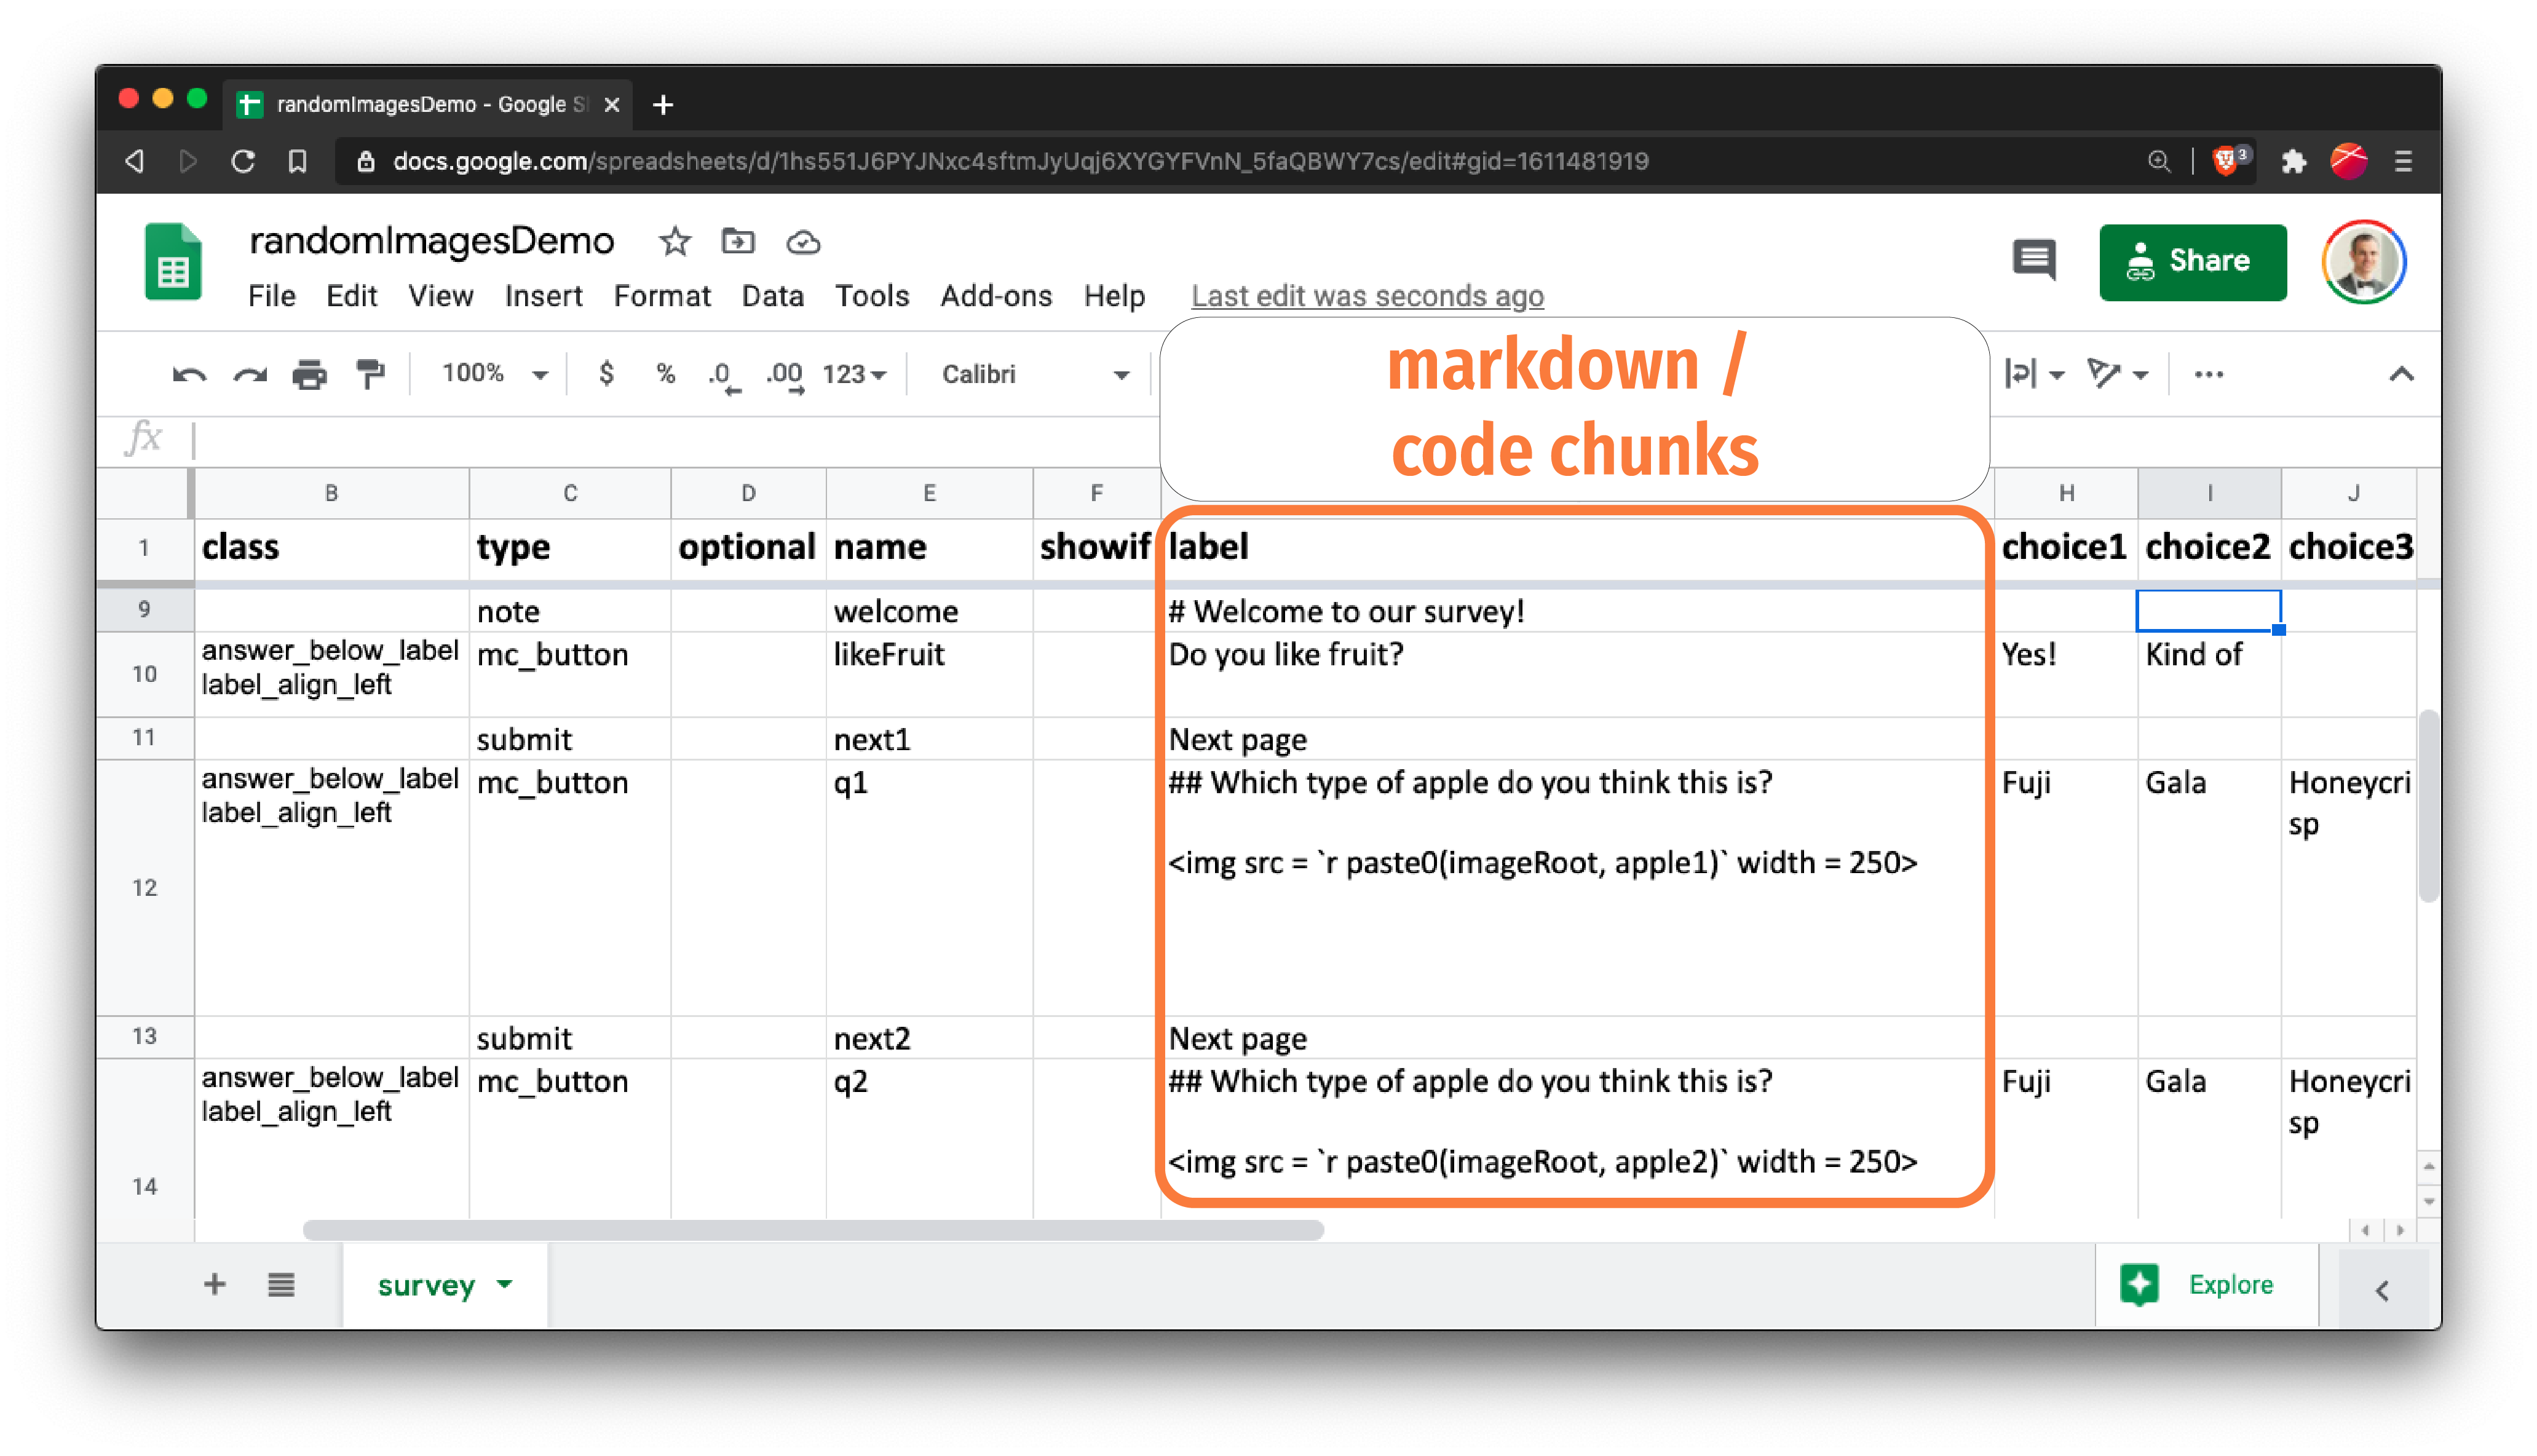 randomImagesDemo - Google S
docs.google.com/spreadsheets/d/1hs551J6PYJNxc4sftmJyUqj6XYGYFVnN_5faQBWY7cs/edit#gid=1611481919
3
randomImagesDemo
Share
File Edit View Insert Format Data Tools Add-ons Help Last edit was seconds ago
100% $ % .0 .00 123 Calibri
markdown /
code chunks
fx
B C D E F H I J
1 class type optional name showif label choice1 choice2 choice3
9 note welcome # Welcome to our survey!
10 answer_below_label mc_button likeFruit Do you like fruit? Yes! Kind of
label_align_left
11 submit next1 Next page
12 answer_below_label mc_button q1 ## Which type of apple do you think this is? Fuji Gala Honeycri
label_align_left sp
<img src = `r paste0(imageRoot, apple1)` width = 250>
13 submit next2 Next page
14 answer_below_label mc_button q2 ## Which type of apple do you think this is? Fuji Gala Honeycri
label_align_left sp
<img src = `r paste0(imageRoot, apple2)` width = 250>
survey Explore